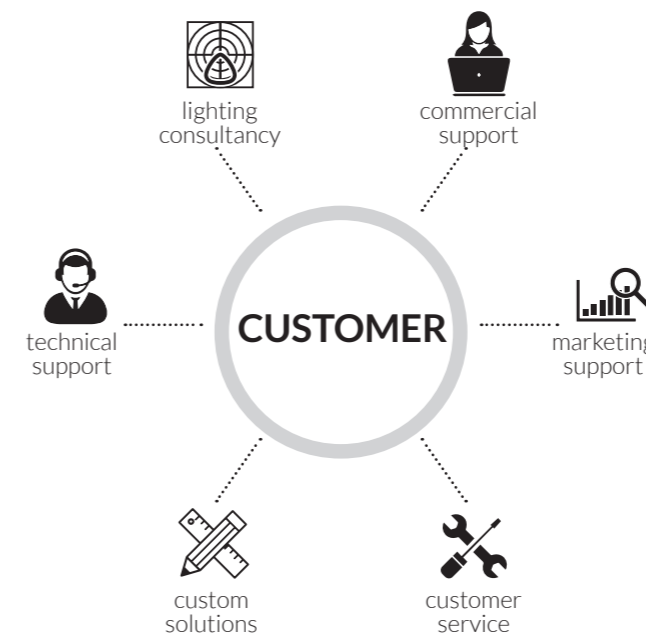 lighting
consultancy
commercial
support
CUSTOMER
technical
support
marketing
support
custom
solutions
customer
service